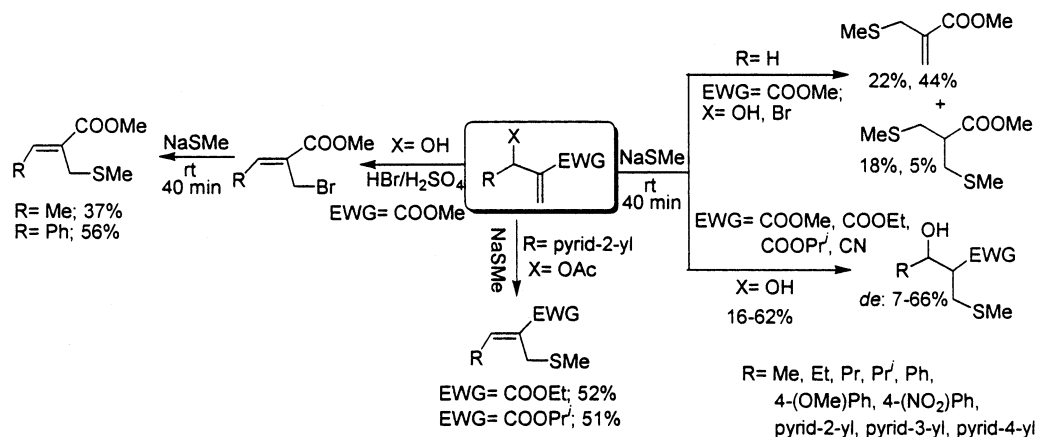 COOMe
R
SMe
R= Me; 37%
R= Ph; 56%
NaSMe
rt
40 min
COOMe
R
Br
X= OH
HBr/H₂SO₄
EWG= COOMe
X
EWG
R
NaSMe
rt
40 min
NaSMe
R= pyrid-2-yl
X= OAc
EWG
R
SMe
EWG= COOEt; 52%
EWG= COOPrⁱ; 51%
R= H
EWG= COOMe;
X= OH, Br
MeS
COOMe
22%, 44%
+
MeS
COOMe
18%, 5%
SMe
EWG= COOMe, COOEt,
COOPrⁱ, CN
X= OH
16-62%
OH
R
EWG
de: 7-66%
SMe
R= Me, Et, Pr, Prⁱ, Ph,
4-(OMe)Ph, 4-(NO₂)Ph,
pyrid-2-yl, pyrid-3-yl, pyrid-4-yl